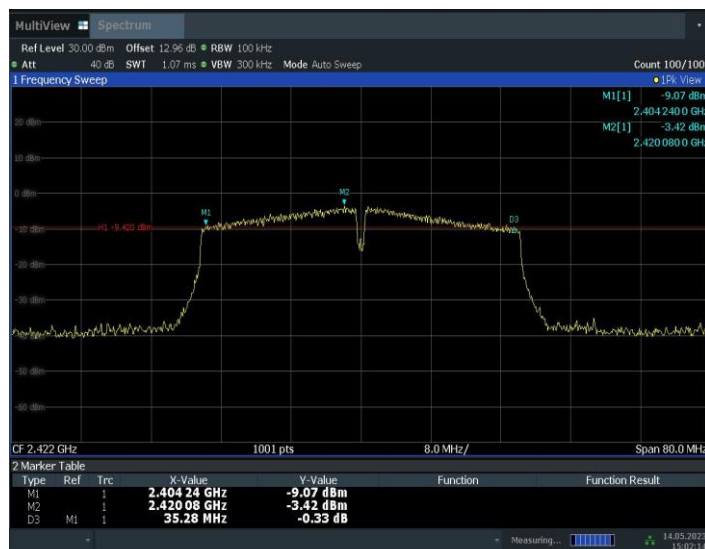 MultiView Spectrum
Ref Level 30.00 dBm Offset 12.96 dB RBW 100 kHz
Att 40 dB SWT 1.07 ms VBW 300 kHz Mode Auto Sweep Count 100/100
1 Frequency Sweep 1Pk View
M1[1] -9.07 dBm
2.404 240 0 GHz
M2[1] -3.42 dBm
2.420 080 0 GHz
20 dBm
10 dBm
0 dBm
M2
M1
D3
-10 dBm
H1 -9.420 dBm
-20 dBm
-30 dBm
-50 dBm
CF 2.422 GHz 1001 pts 8.0 MHz/ Span 80.0 MHz
2 Marker Table
Type Ref Trc X-Value Y-Value Function Function Result
M1 1 2.404 24 GHz -9.07 dBm
M2 1 2.420 08 GHz -3.42 dBm
D3 M1 1 35.28 MHz -0.33 dB
Measuring... 14.05.2023